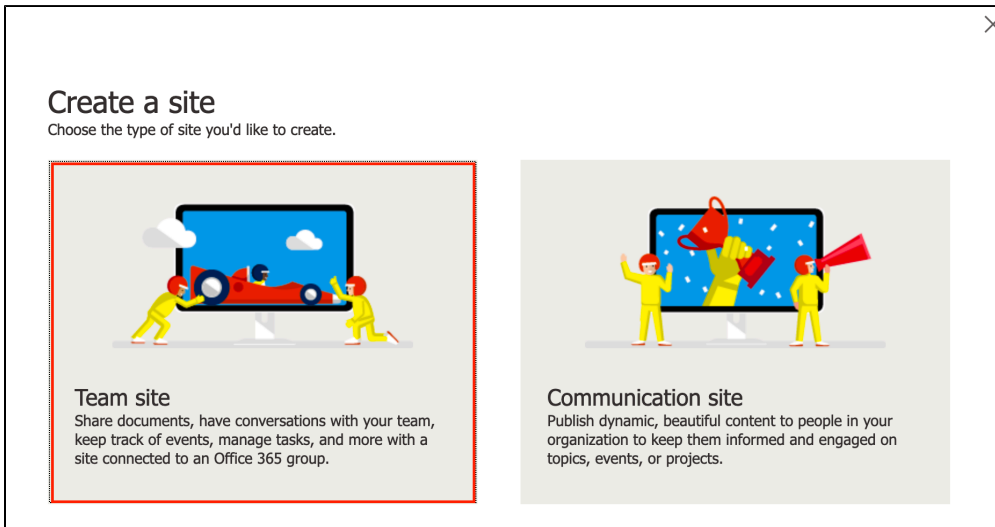 Create a site
Choose the type of site you'd like to create.
Team site
Share documents, have conversations with your team,
keep track of events, manage tasks, and more with a
site connected to an Office 365 group.
Communication site
Publish dynamic, beautiful content to people in your
organization to keep them informed and engaged on
topics, events, or projects.